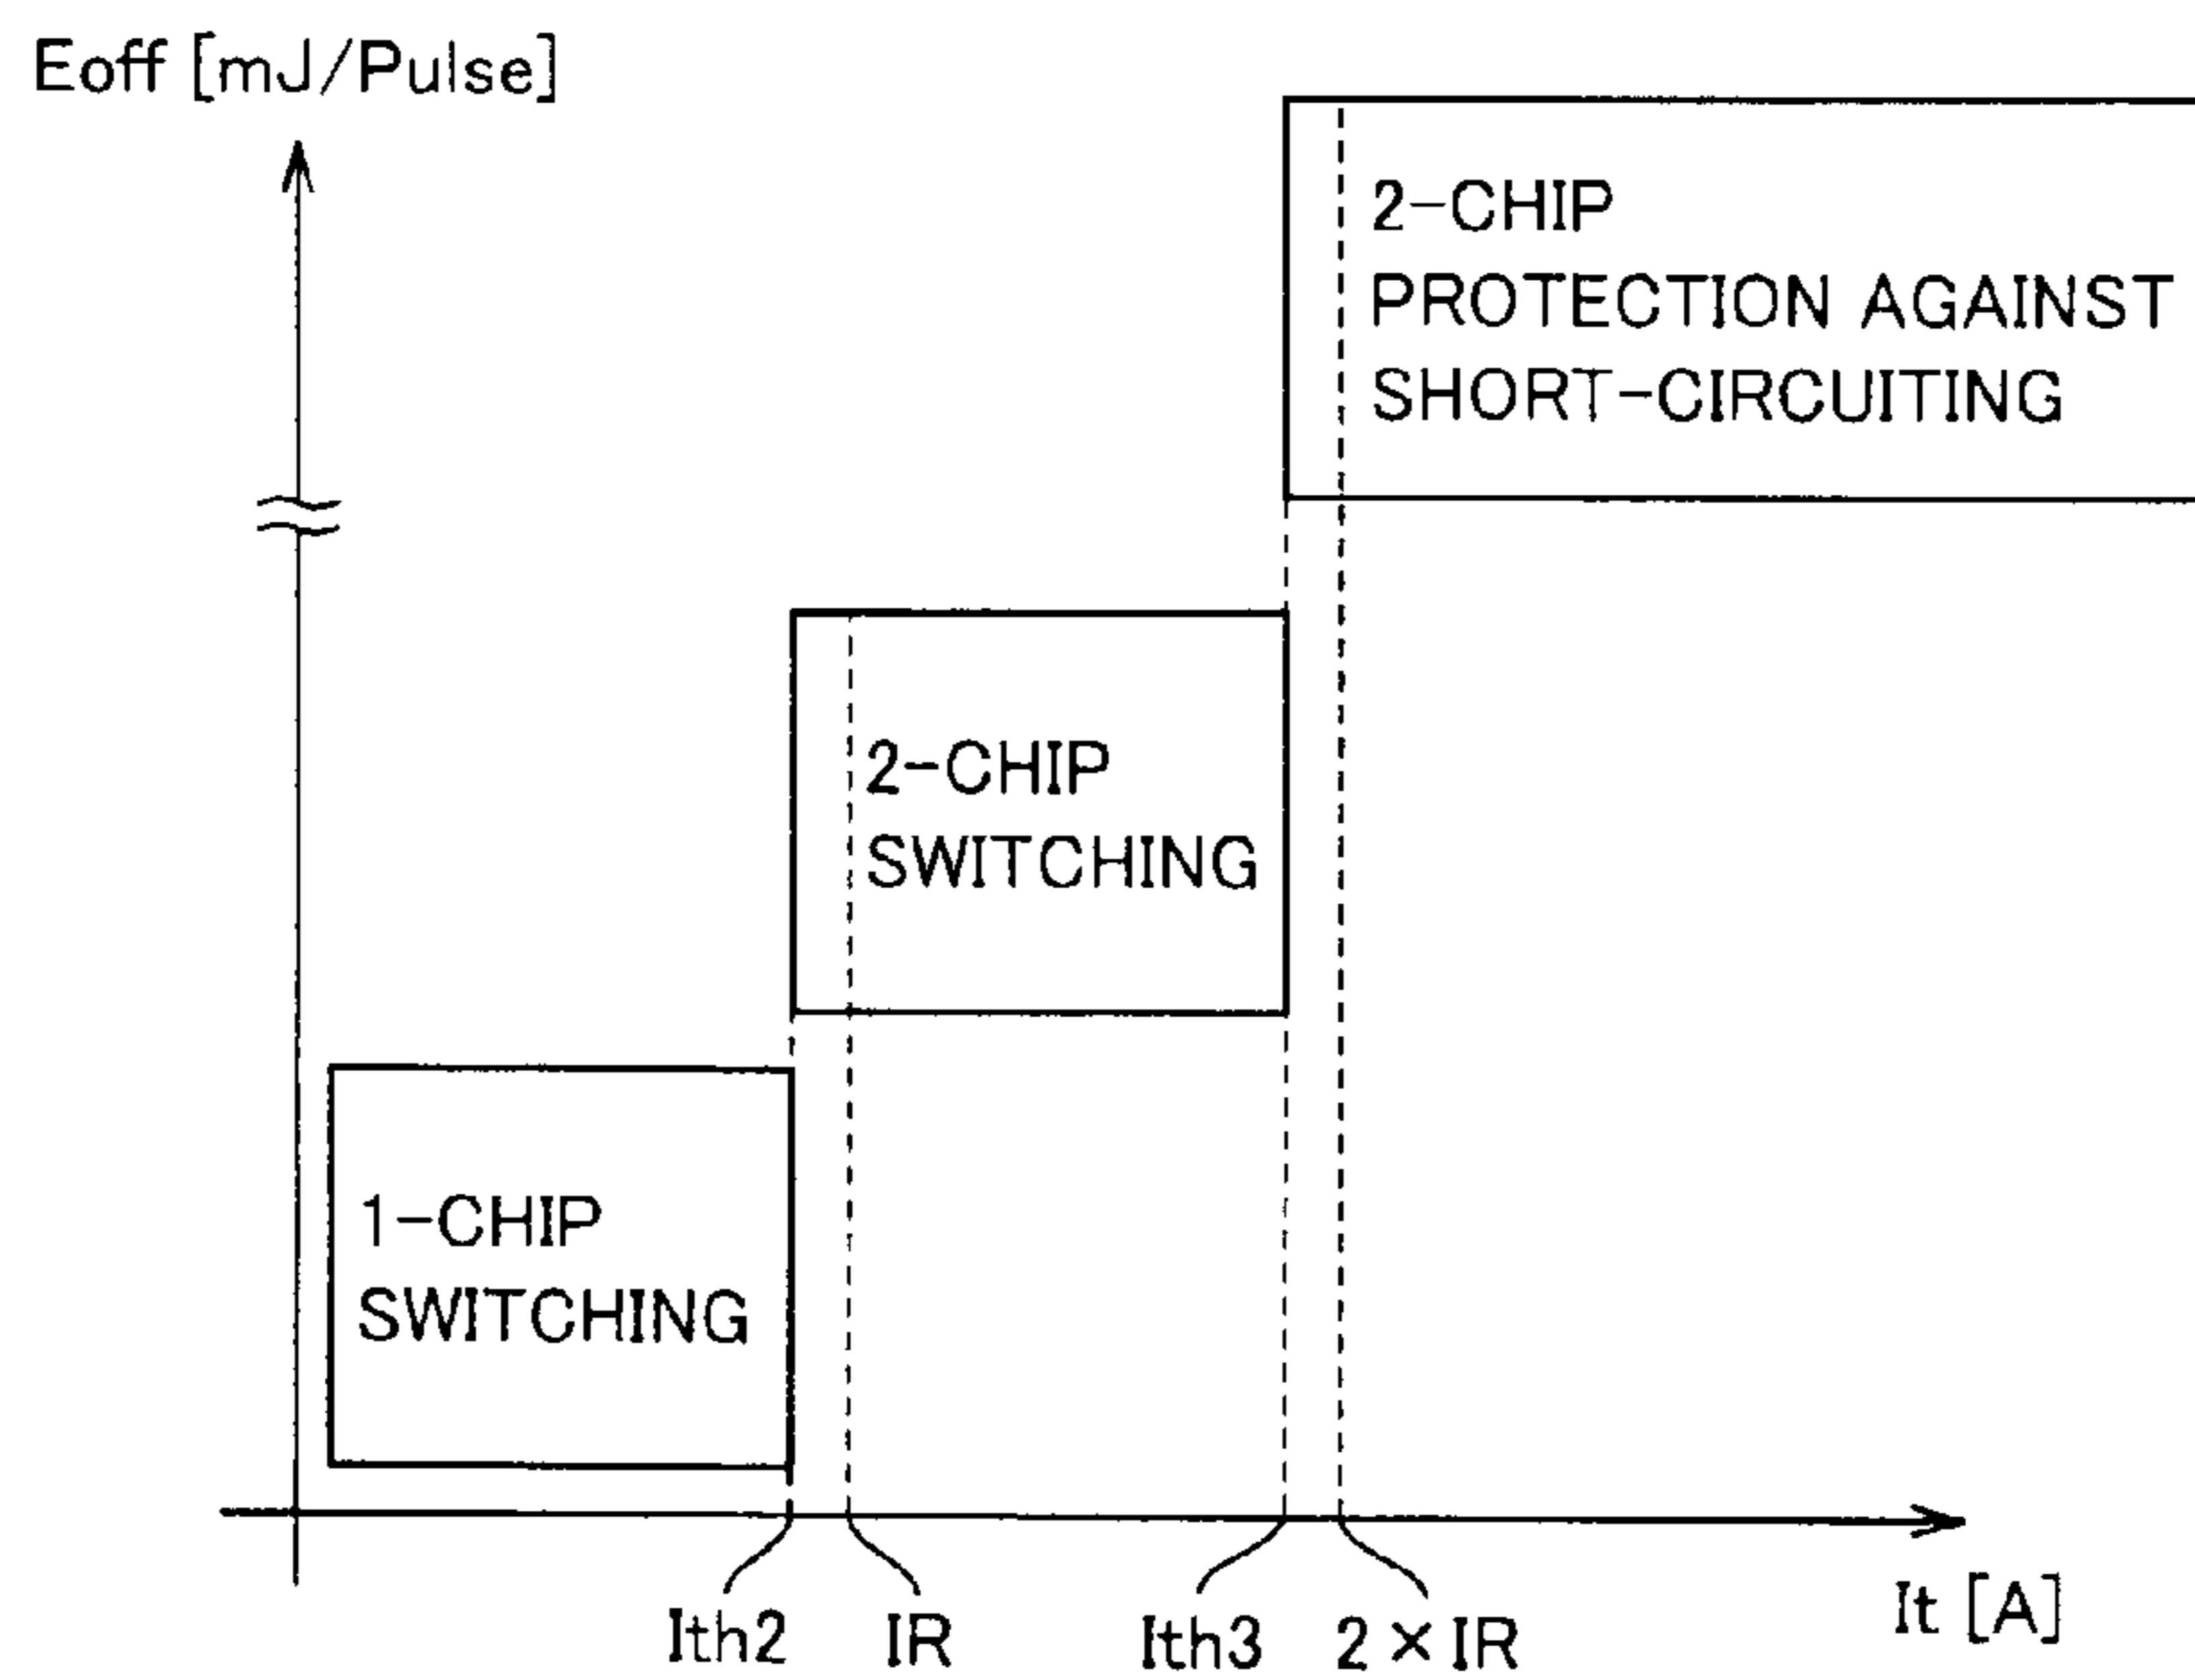 Eoff [mJ/Pulse]
2-CHIP
PROTECTION AGAINST
SHORT-CIRCUITING
2-CHIP
SWITCHING
1-CHIP
SWITCHING
Ith2
IR
Ith3
2 × IR
It [A]